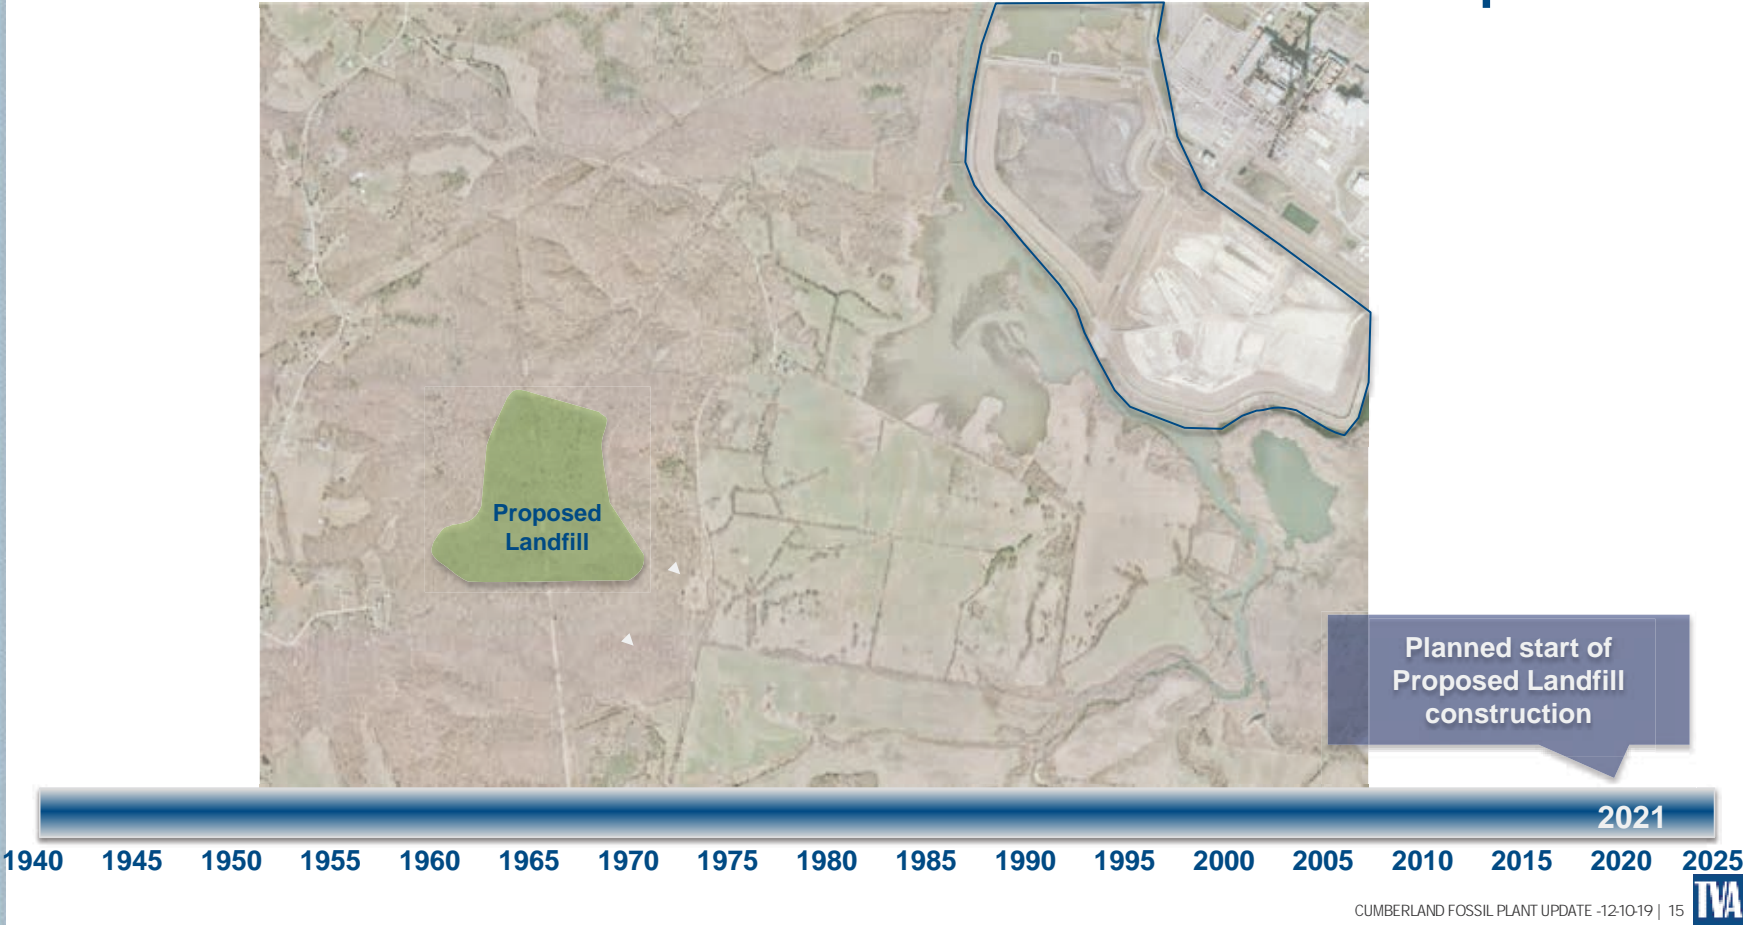 Proposed
Landfill
Planned start of
Proposed Landfill
construction
2021
1940 1945 1950 1955 1960 1965 1970 1975 1980 1985 1990 1995 2000 2005 2010 2015 2020 2025
CUMBERLAND FOSSIL PLANT UPDATE -12-10-19 | 15
TVA